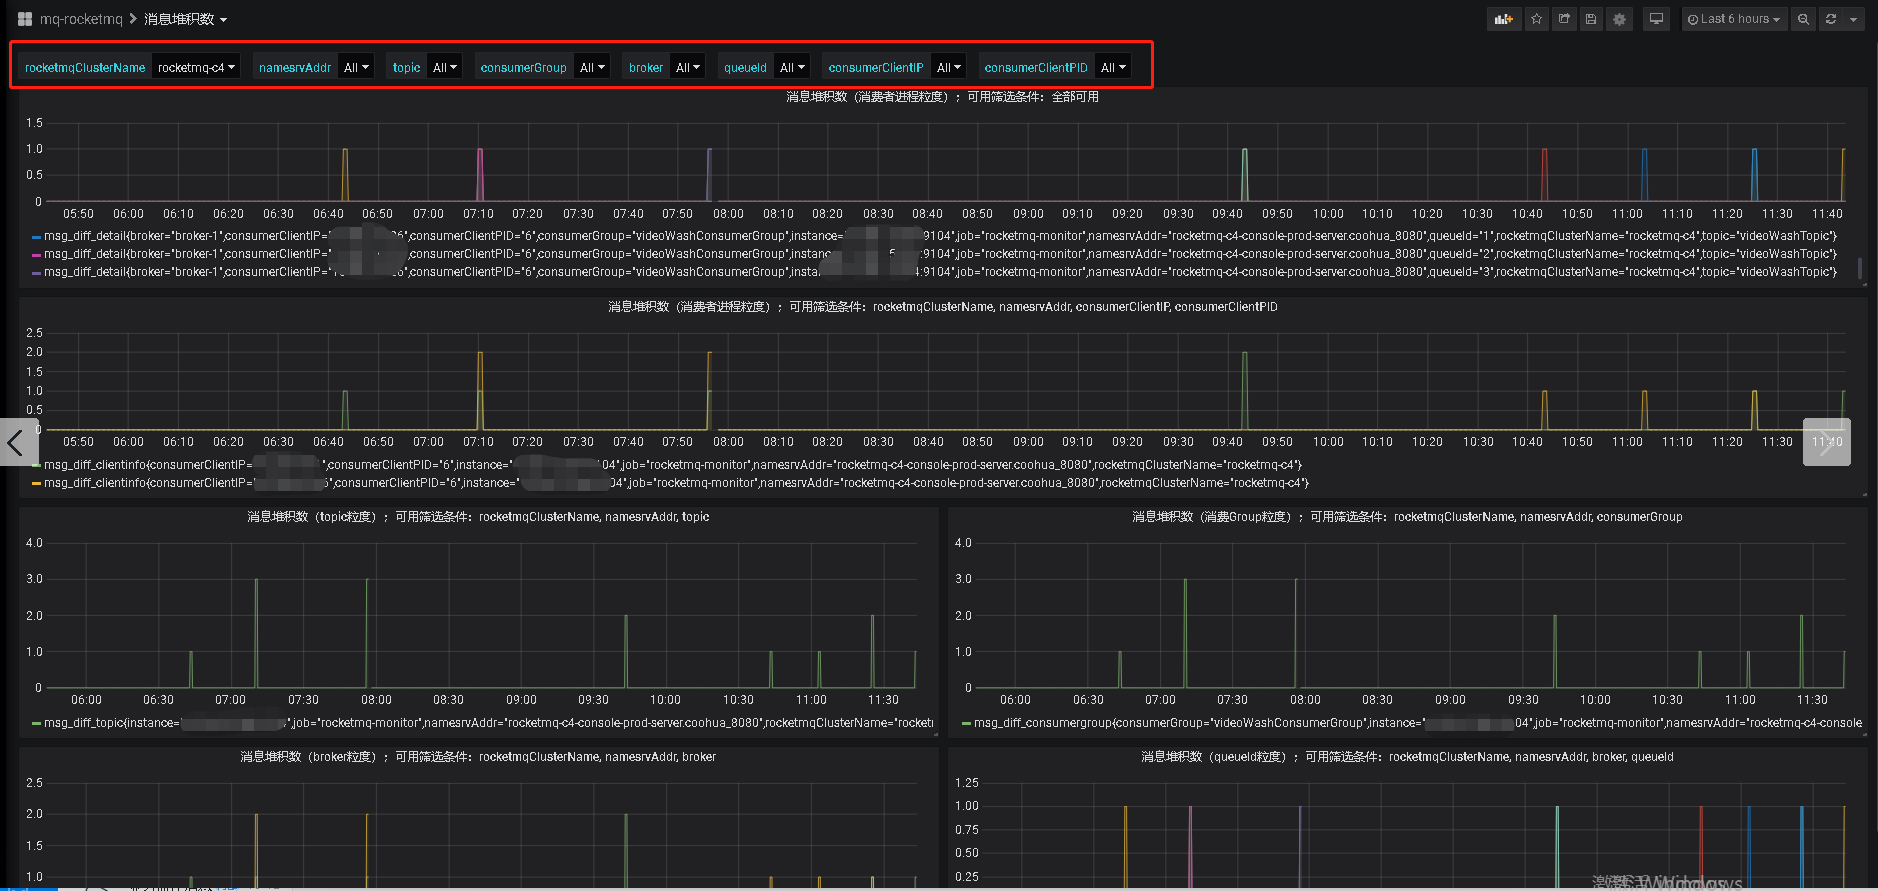 mq-rocketmq > 消息堆积数
Last 6 hours
rocketmqClusterName rocketmq-c4 namesrvAddr All topic All consumerGroup All broker All queueId All consumerClientIP All consumerClientPID All
消息堆积数（消费者进程粒度）；可用筛选条件：全部可用
1.5
1.0
0.5
0
05:50 06:00 06:10 06:20 06:30 06:40 06:50 07:00 07:10 07:20 07:30 07:40 07:50 08:00 08:10 08:20 08:30 08:40 08:50 09:00 09:10 09:20 09:30 09:40 09:50 10:00 10:10 10:20 10:30 10:40 10:50 11:00 11:10 11:20 11:30 11:40
msg_diff_detail{broker="broker-1",consumerClientIP=" 6",consumerClientPID="6",consumerGroup="videoWashConsumerGroup",instance=" 9104",job="rocketmq-monitor",namesrvAddr="rocketmq-c4-console-prod-server.coohua_8080",queueId="1",rocketmqClusterName="rocketmq-c4",topic="videoWashTopic"}
msg_diff_detail{broker="broker-1",consumerClientIP=" 6",consumerClientPID="6",consumerGroup="videoWashConsumerGroup",instance=" :9104",job="rocketmq-monitor",namesrvAddr="rocketmq-c4-console-prod-server.coohua_8080",queueId="2",rocketmqClusterName="rocketmq-c4",topic="videoWashTopic"}
msg_diff_detail{broker="broker-1",consumerClientIP=" 6",consumerClientPID="6",consumerGroup="videoWashConsumerGroup",insta :9104",job="rocketmq-monitor",namesrvAddr="rocketmq-c4-console-prod-server.coohua_8080",queueId="3",rocketmqClusterName="rocketmq-c4",topic="videoWashTopic"}
消息堆积数（消费者进程粒度）；可用筛选条件：rocketmqClusterName, namesrvAddr, consumerClientIP, consumerClientPID
2.5
2.0
1.5
1.0
0.5
0
05:50 06:00 06:10 06:20 06:30 06:40 06:50 07:00 07:10 07:20 07:30 07:40 07:50 08:00 08:10 08:20 08:30 08:40 08:50 09:00 09:10 09:20 09:30 09:40 09:50 10:00 10:10 10:20 10:30 10:40 10:50 11:00 11:10 11:20 11:30 11:40
msg_diff_clientinfo{consumerClientIP= ",consumerClientPID="6",instance=" 04",job="rocketmq-monitor",namesrvAddr="rocketmq-c4-console-prod-server.coohua_8080",rocketmqClusterName="rocketmq-c4"}
msg_diff_clientinfo{consumerClientIP= 6",consumerClientPID="6",instance=" 04",job="rocketmq-monitor",namesrvAddr="rocketmq-c4-console-prod-server.coohua_8080",rocketmqClusterName="rocketmq-c4"}
消息堆积数（topic粒度）；可用筛选条件：rocketmqClusterName, namesrvAddr, topic
4.0
3.0
2.0
1.0
0
06:00 06:30 07:00 07:30 08:00 08:30 09:00 09:30 10:00 10:30 11:00 11:30
msg_diff_topic{instance= ",job="rocketmq-monitor",namesrvAddr="rocketmq-c4-console-prod-server.coohua_8080",rocketmqClusterName="rocket
消息堆积数（消费Group粒度）；可用筛选条件：rocketmqClusterName, namesrvAddr, consumerGroup
4.0
3.0
2.0
1.0
0
06:00 06:30 07:00 07:30 08:00 08:30 09:00 09:30 10:00 10:30 11:00 11:30
msg_diff_consumergroup{consumerGroup="videoWashConsumerGroup",instance=" 04",job="rocketmq-monitor",namesrvAddr="rocketmq-c4-console
消息堆积数（broker粒度）；可用筛选条件：rocketmqClusterName, namesrvAddr, broker
2.5
2.0
1.5
1.0
消息堆积数（queueId粒度）；可用筛选条件：rocketmqClusterName, namesrvAddr, broker, queueId
1.25
1.00
0.75
0.50
0.25